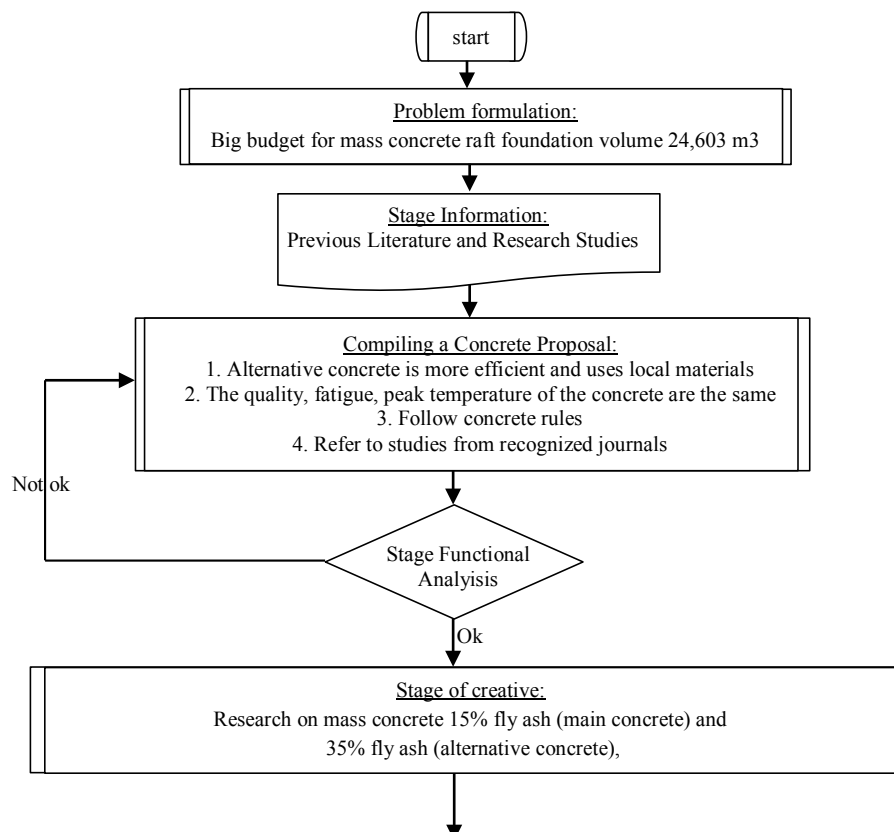 start
Problem formulation:
Big budget for mass concrete raft foundation volume 24,603 m3
Stage Information:
Previous Literature and Research Studies
Compiling a Concrete Proposal:
1. Alternative concrete is more efficient and uses local materials
2. The quality, fatigue, peak temperature of the concrete are the same
3. Follow concrete rules
4. Refer to studies from recognized journals
Not ok
Stage Functional
Analyisis
Ok
Stage of creative:
Research on mass concrete 15% fly ash (main concrete) and
35% fly ash (alternative concrete),